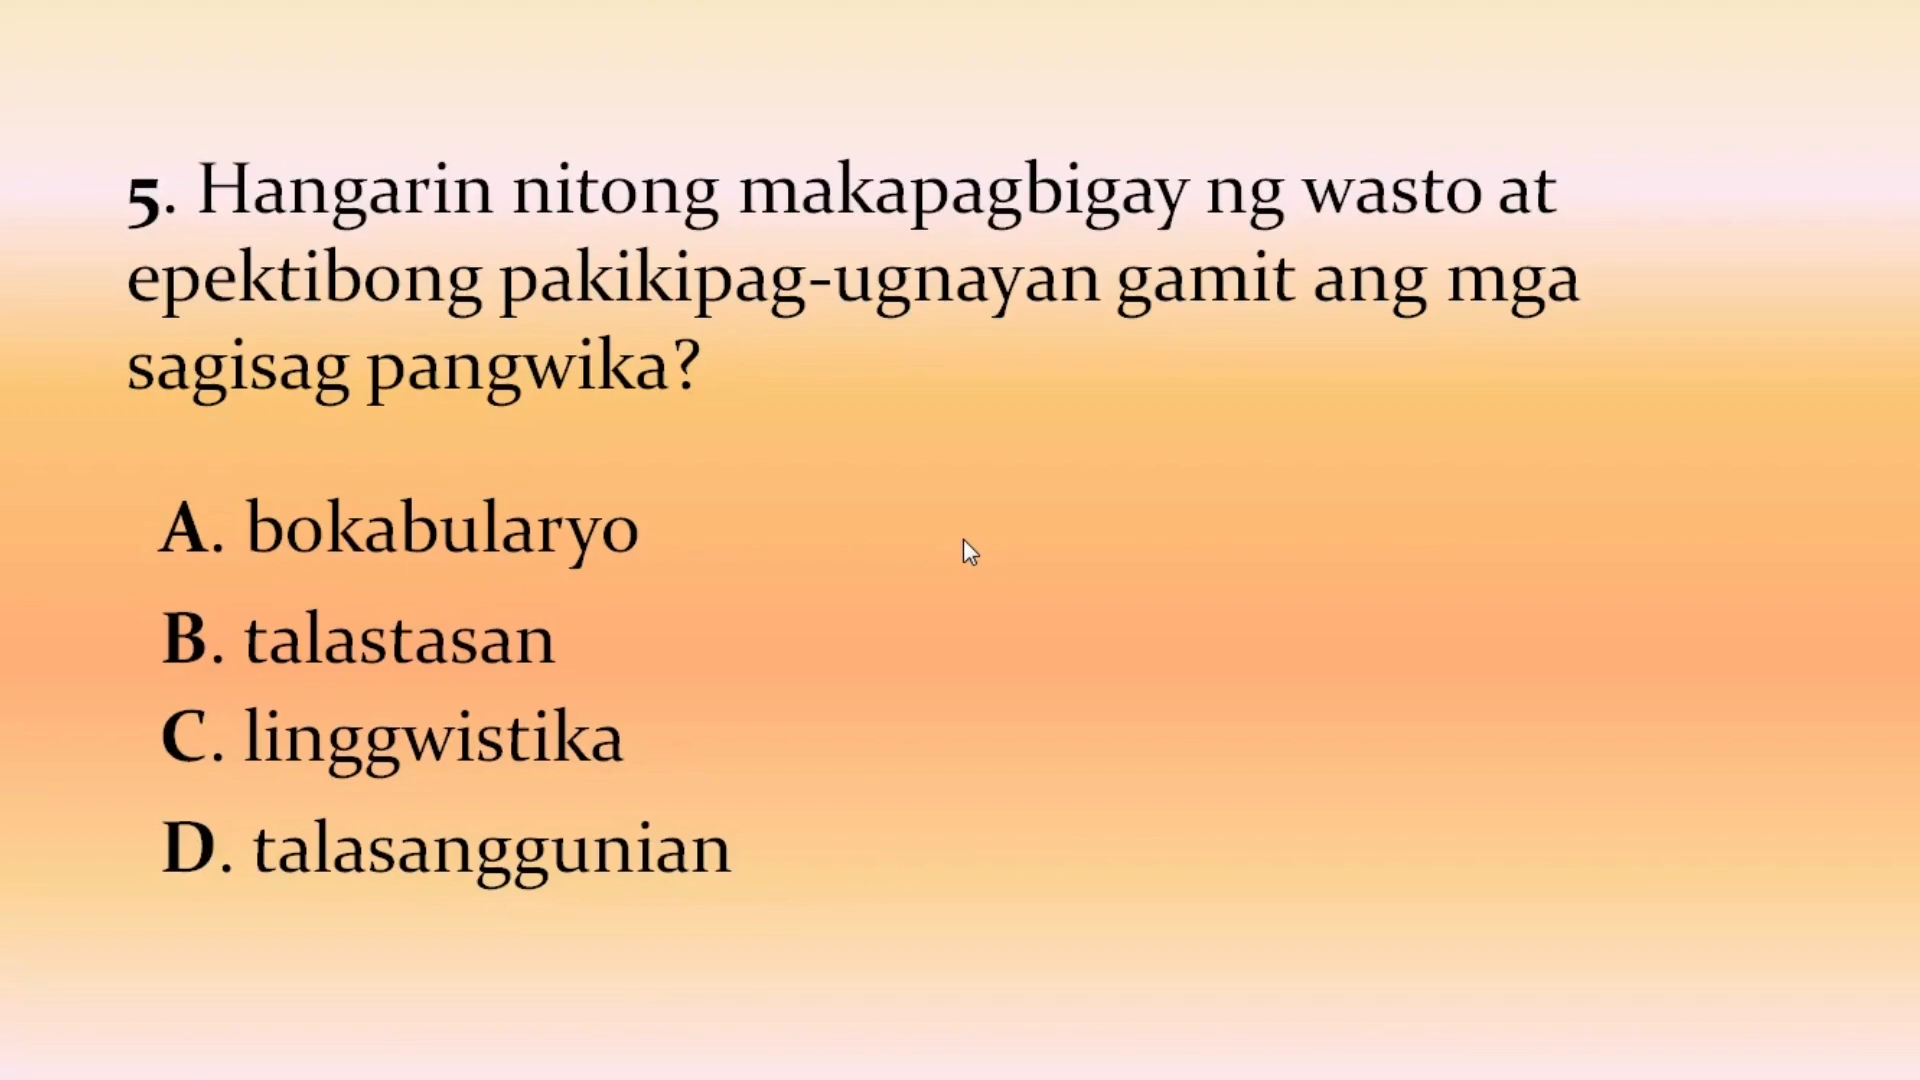 5. Hangarin nitong makapagbigay ng wasto at
epektibong pakikipag-ugnayan gamit ang mga
sagisag pangwika?
A. bokabularyo
B. talastasan
C. linggwistika
D. talasanggunian